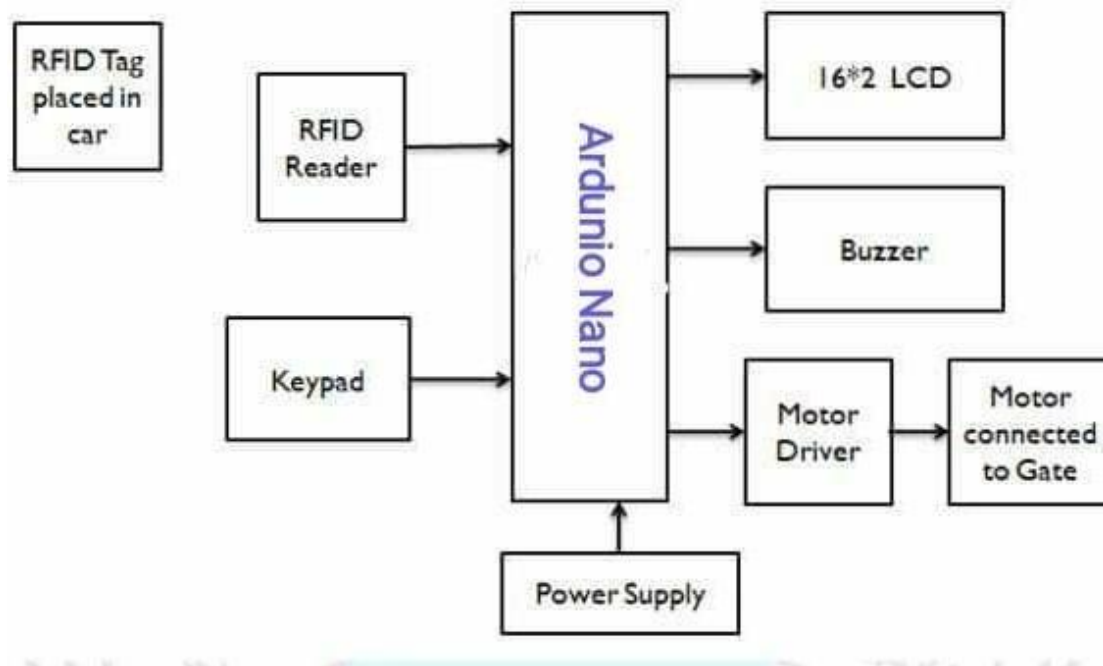 RFID Tag
placed in
car
RFID
Reader
Keypad
Ardunio Nano
16*2 LCD
Buzzer
Motor
Driver
Motor
connected
to Gate
Power Supply